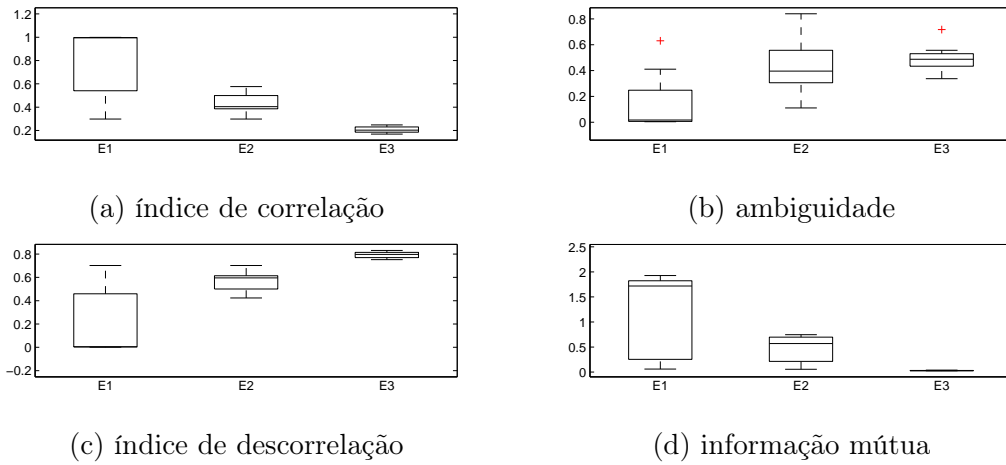 1.2
1
0.8
0.6
0.4
0.2
E1 E2 E3
(a) índice de correlação
0.8
0.6
0.4
0.2
0
E1 E2 E3
(b) ambiguidade
0.8
0.6
0.4
0.2
0
−0.2
E1 E2 E3
(c) índice de descorrelação
2.5
2
1.5
1
0.5
0
E1 E2 E3
(d) informação mútua